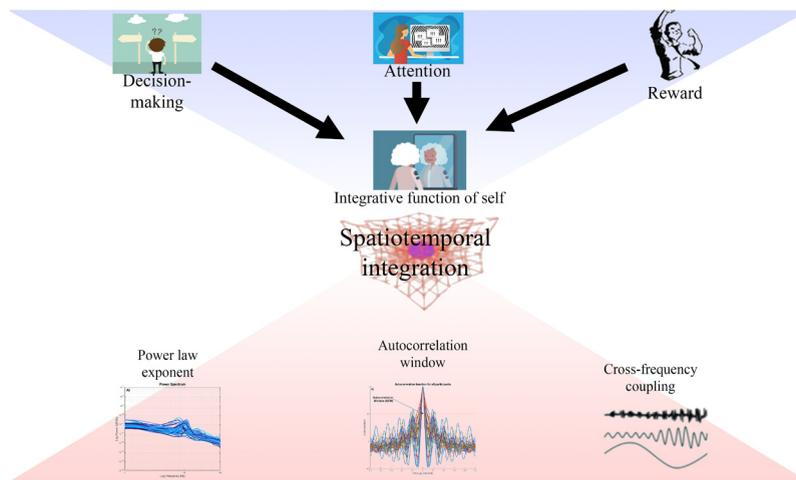 ??
Decision-
making
Attention
Reward
Integrative function of self
Spatiotemporal
integration
Power law
exponent
Power Spectrum
Autocorrelation
window
Cross-frequency
coupling